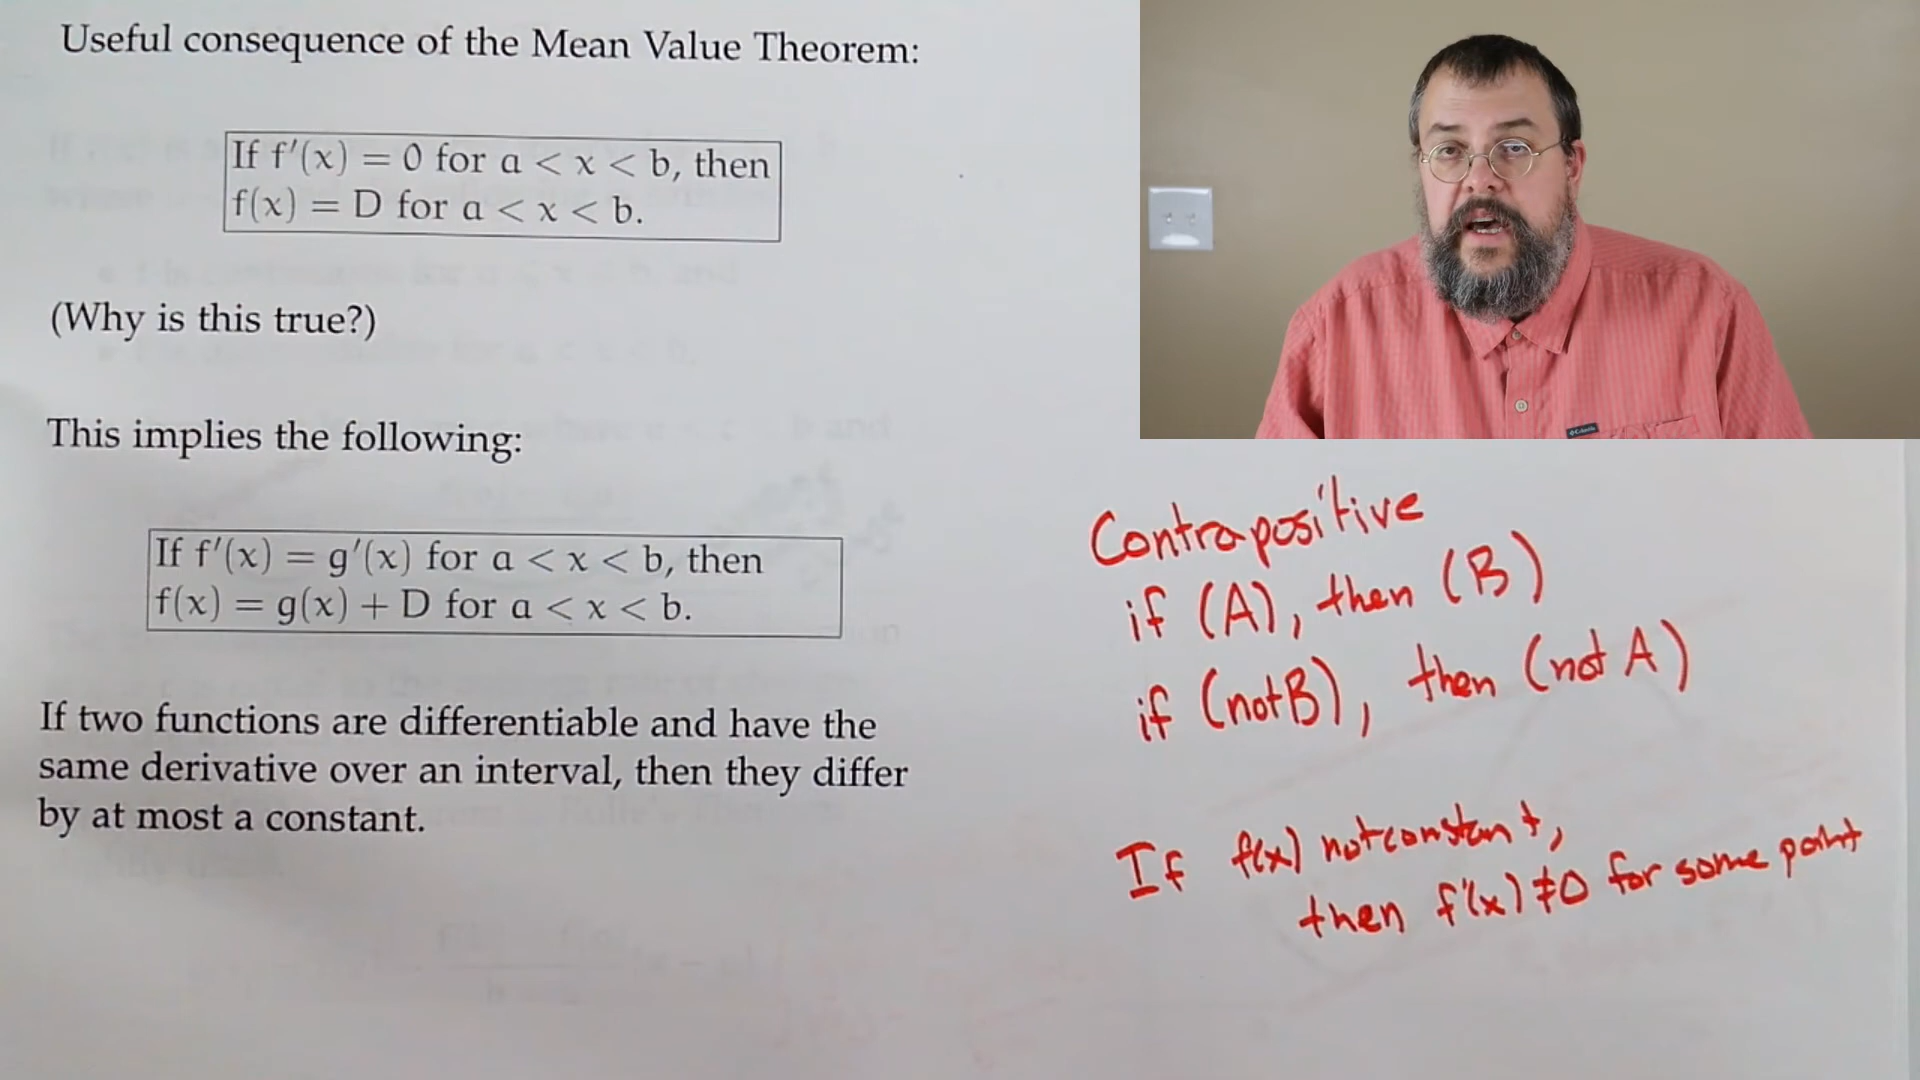 Useful consequence of the Mean Value Theorem:
If f′(x) = 0 for a < x < b, then
f(x) = D for a < x < b.
(Why is this true?)
This implies the following:
If f′(x) = g′(x) for a < x < b, then
f(x) = g(x) + D for a < x < b.
If two functions are differentiable and have the
same derivative over an interval, then they differ
by at most a constant.
Contrapositive
if (A), then (B)
if (not B), then (not A)
If f(x) not constant,
then f'(x) ≠ 0 for some point